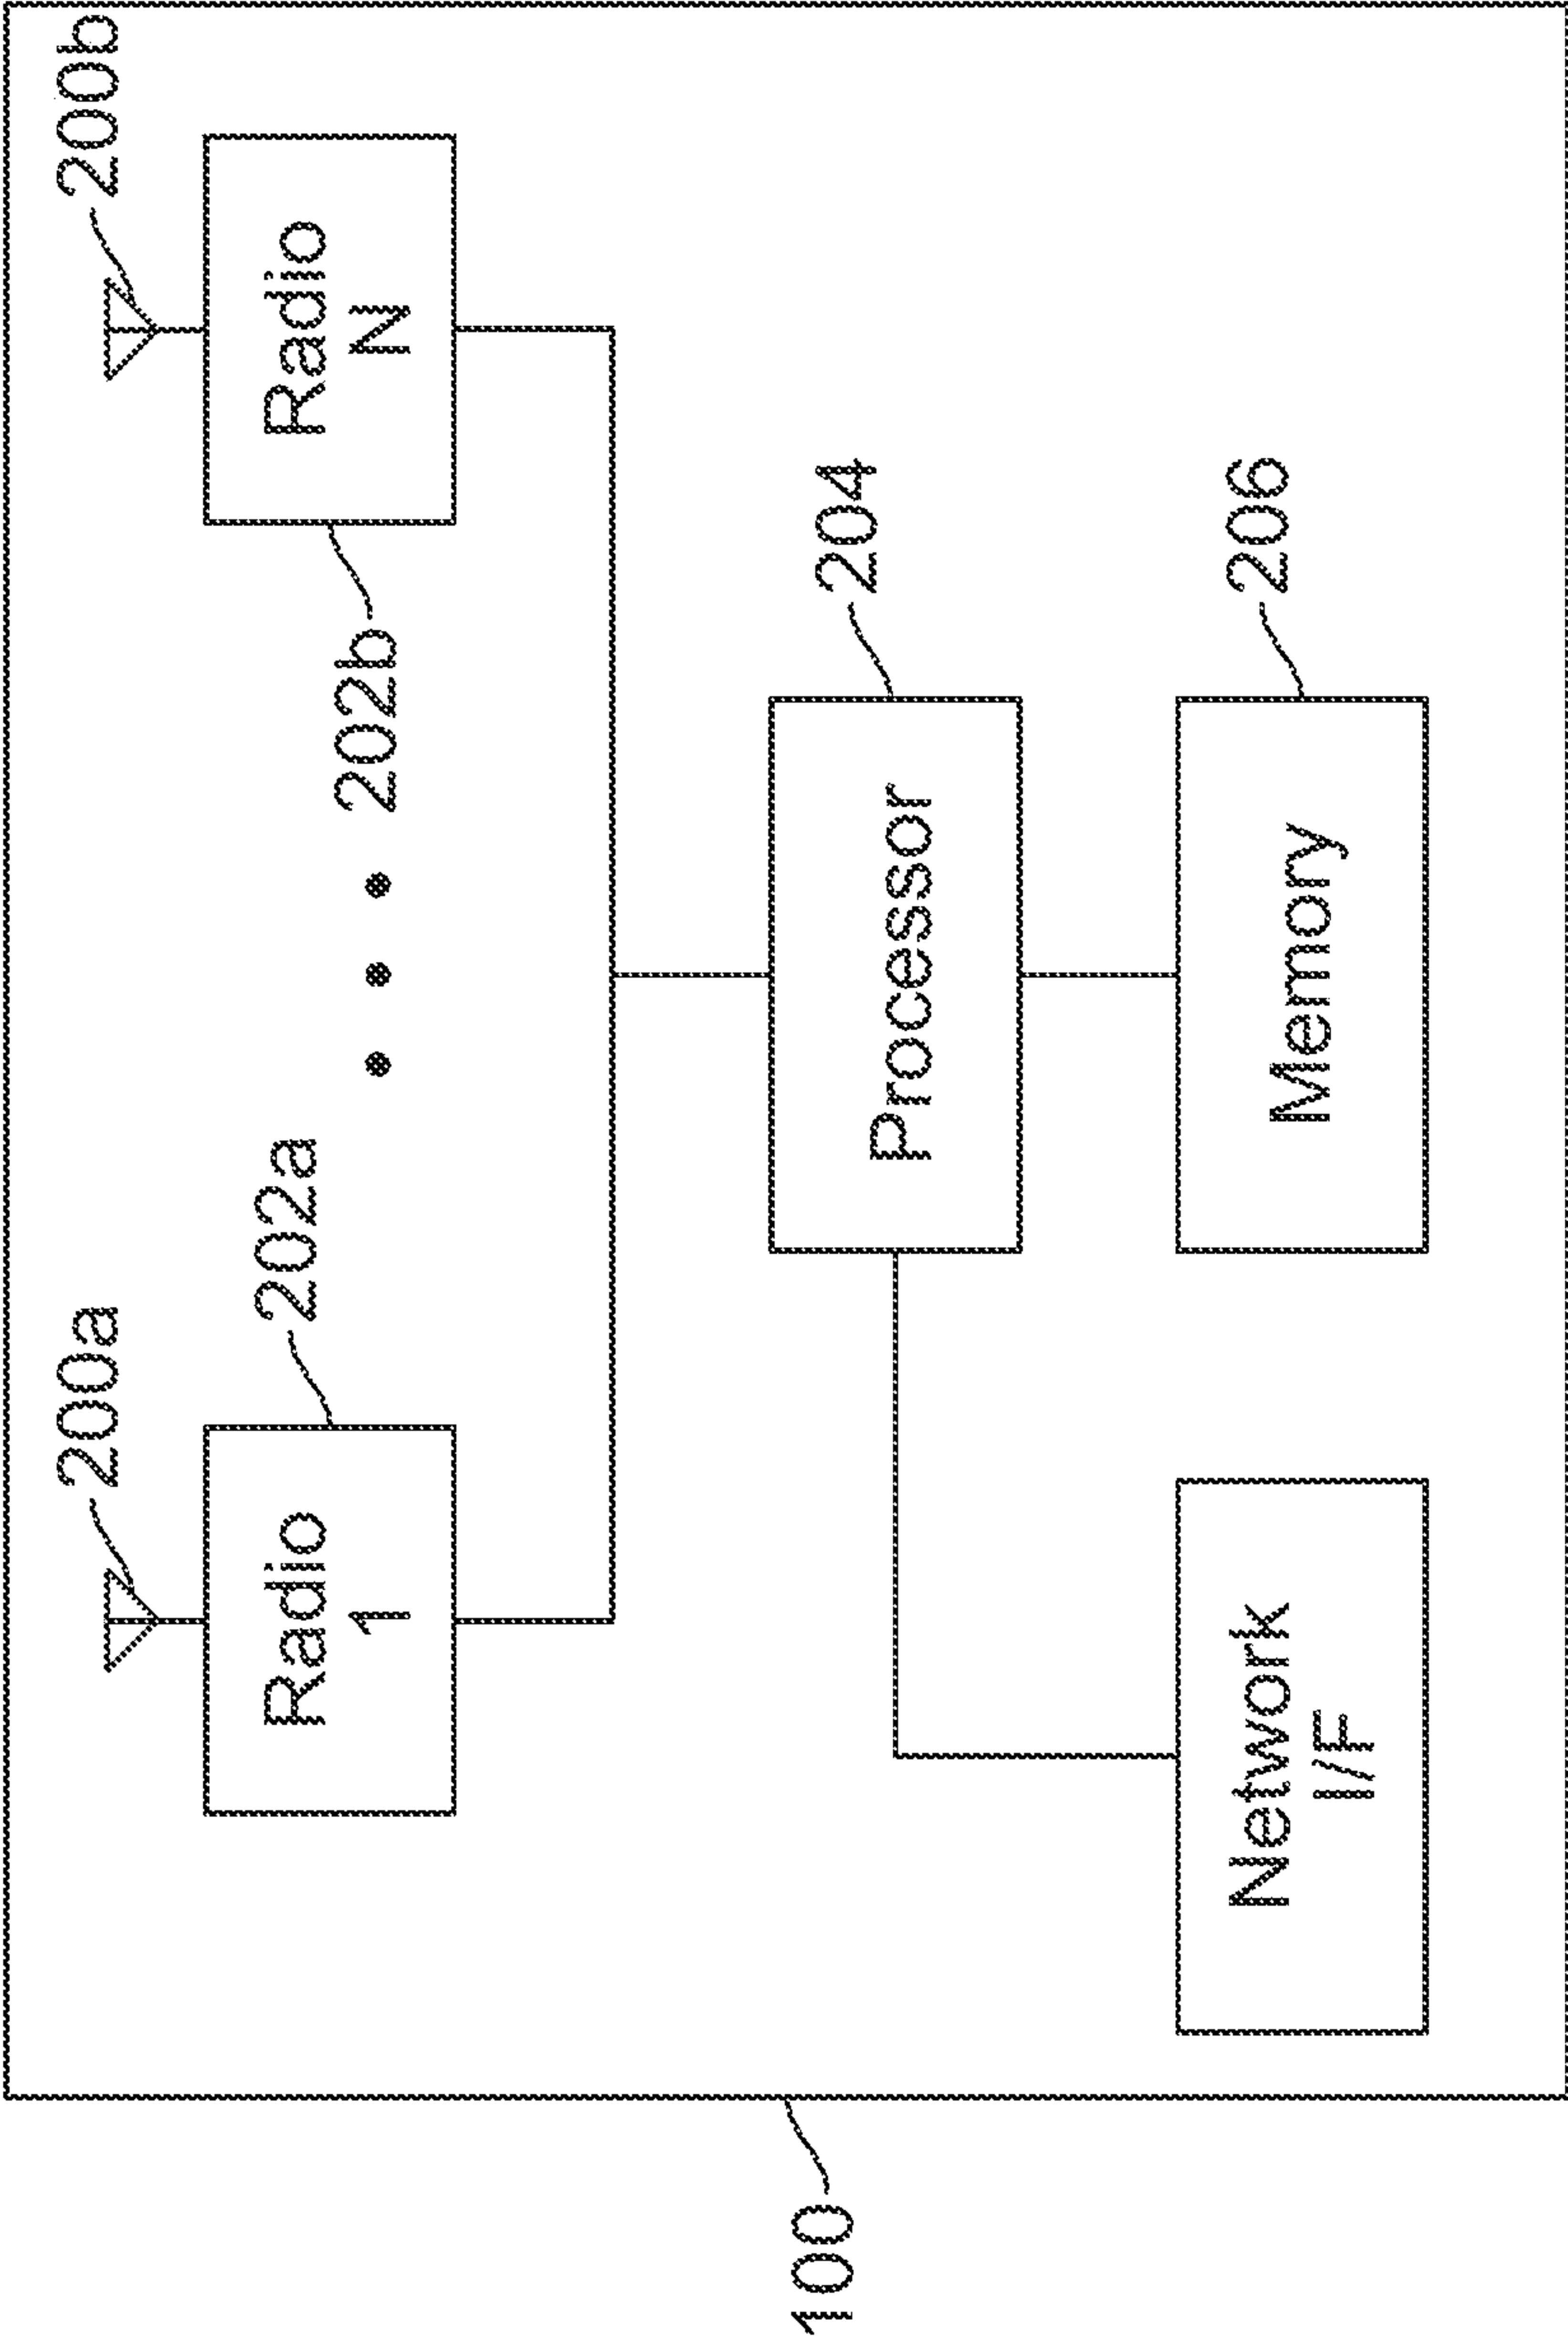 200a
200b
Radio
1
202a
Radio
N
202b
Processor
204
100
Network
I/F
Memory
206